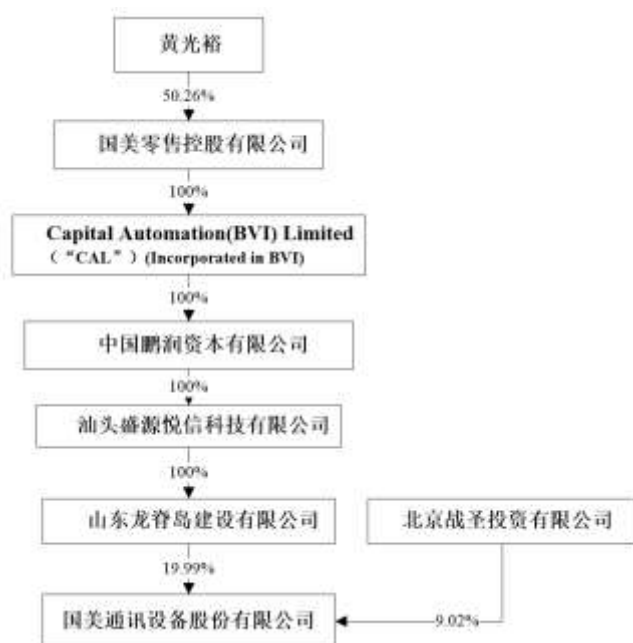 黄光裕
50.26%
国美零售控股有限公司
100%
Capital Automation(BVI) Limited
（“CAL”）(Incorporated in BVI)
100%
中国鹏润资本有限公司
100%
汕头盛源悦信科技有限公司
100%
山东龙脊岛建设有限公司
北京战圣投资有限公司
19.99%
国美通讯设备股份有限公司
9.02%